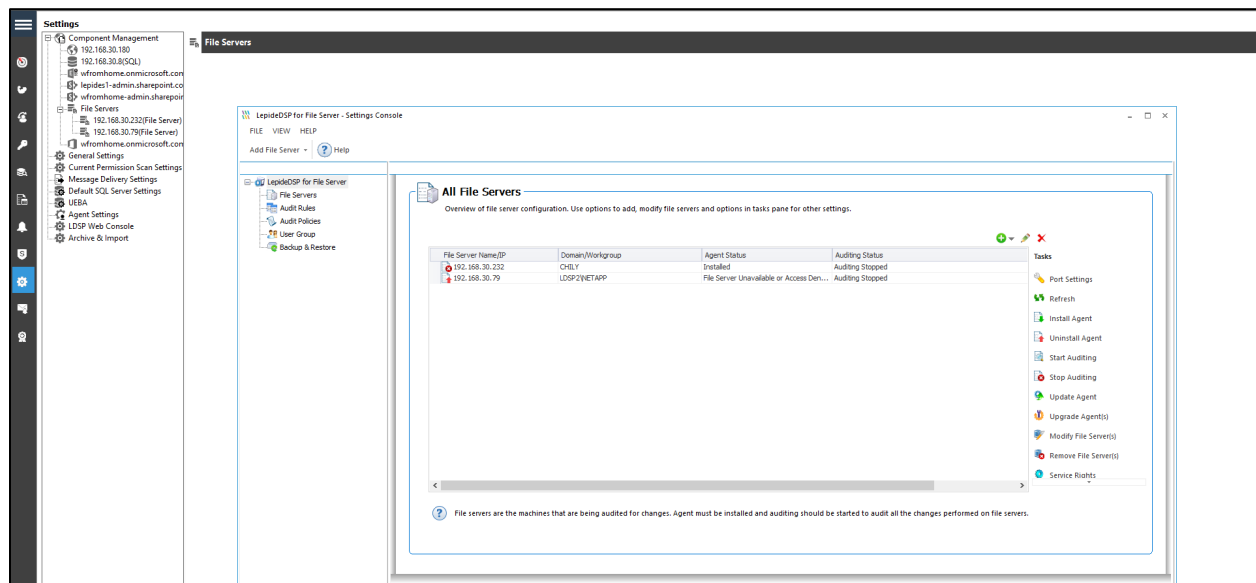 Settings
Component Management
192.168.30.180
192.168.30.8(SQL)
wfromhome.onmicrosoft.con
lepides1-admin.sharepoint.co
wfromhome-admin.sharepoir
File Servers
192.168.30.232(File Server)
192.168.30.79(File Server)
wfromhome.onmicrosoft.con
General Settings
Current Permission Scan Settings
Message Delivery Settings
Default SQL Server Settings
UEBA
Agent Settings
LDSP Web Console
Archive & Import
File Servers
LepideDSP for File Server - Settings Console
FILE VIEW HELP
Add File Server Help
LepideDSP for File Server
File Servers
Audit Rules
Audit Policies
User Group
Backup & Restore
All File Servers
Overview of file server configuration. Use options to add, modify file servers and options in tasks pane for other settings.
File Server Name/IP Domain/Workgroup Agent Status Auditing Status
192.168.30.232 CHILY Installed Auditing Stopped
192.168.30.79 LDSP2\NETAPP File Server Unavailable or Access Den... Auditing Stopped
Tasks
Port Settings
Refresh
Install Agent
Uninstall Agent
Start Auditing
Stop Auditing
Update Agent
Upgrade Agent(s)
Modify File Server(s)
Remove File Server(s)
Service Rights
File servers are the machines that are being audited for changes. Agent must be installed and auditing should be started to audit all the changes performed on file servers.